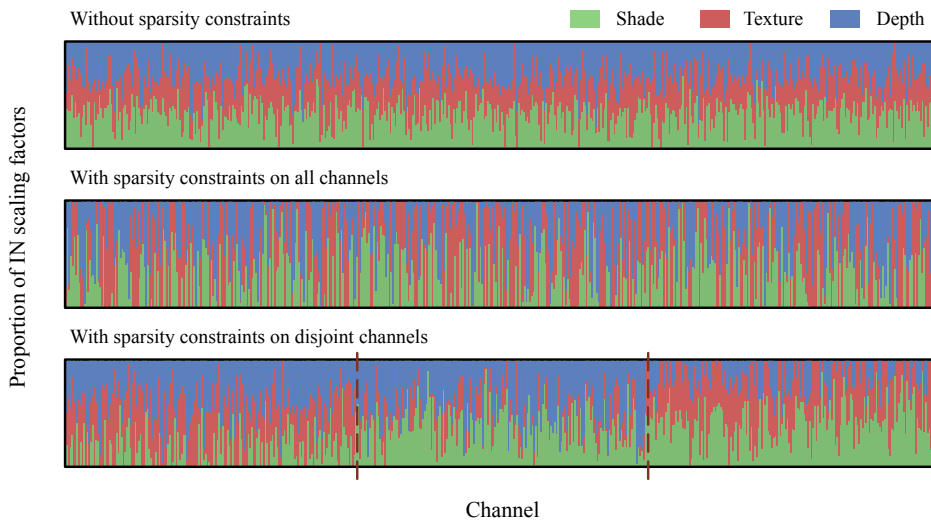 Without sparsity constraints
Shade
Texture
Depth
With sparsity constraints on all channels
With sparsity constraints on disjoint channels
Proportion of IN scaling factors
Channel